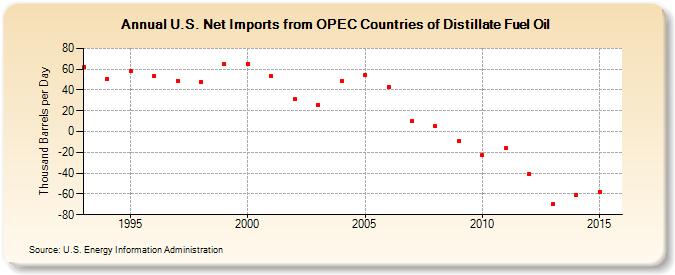 Annual U.S. Net Imports from OPEC Countries of Distillate Fuel Oil
Thousand Barrels per Day
80
60
40
20
0
-20
-40
-60
-80
1995 2000 2005 2010 2015
Source: U.S. Energy Information Administration